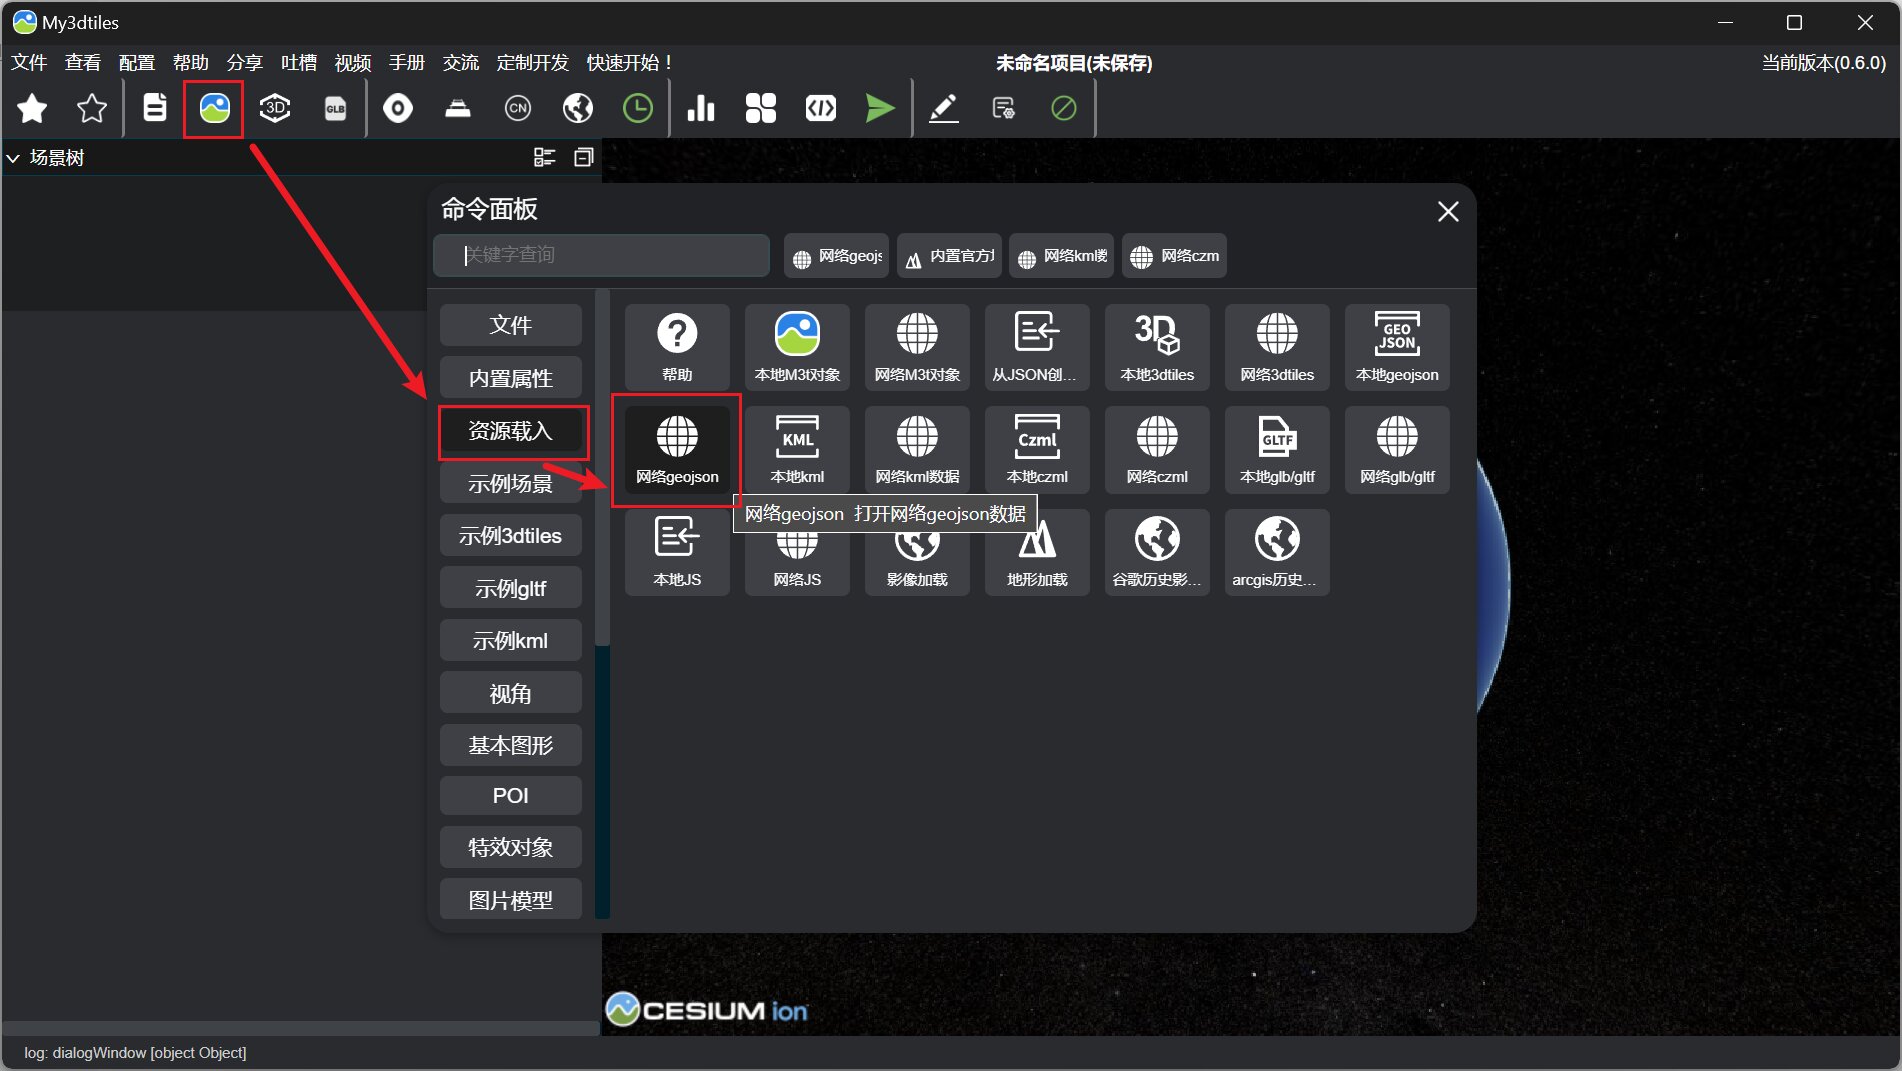 My3dtiles
文件 查看 配置 帮助 分享 吐槽 视频 手册 交流 定制开发 快速开始！ 未命名项目(未保存) 当前版本(0.6.0)
3D GLB CN
场景树
命令面板
关键字查询 网络geojs 内置官方 网络kml数 网络czm
文件
内置属性
资源载入
示例场景
示例3dtiles
示例gltf
示例kml
视角
基本图形
POI
特效对象
图片模型
? 3D GEO JSON
帮助 本地M3t对象 网络M3t对象 从JSON创... 本地3dtiles 网络3dtiles 本地geojson
KML Czml GLTF
网络geojson 本地kml 网络kml数据 本地czml 网络czml 本地glb/gltf 网络glb/gltf
网络geojson 打开网络geojson数据
本地JS 网络JS 影像加载 地形加载 谷歌历史影... arcgis历史...
CESIUM ion
log: dialogWindow [object Object]